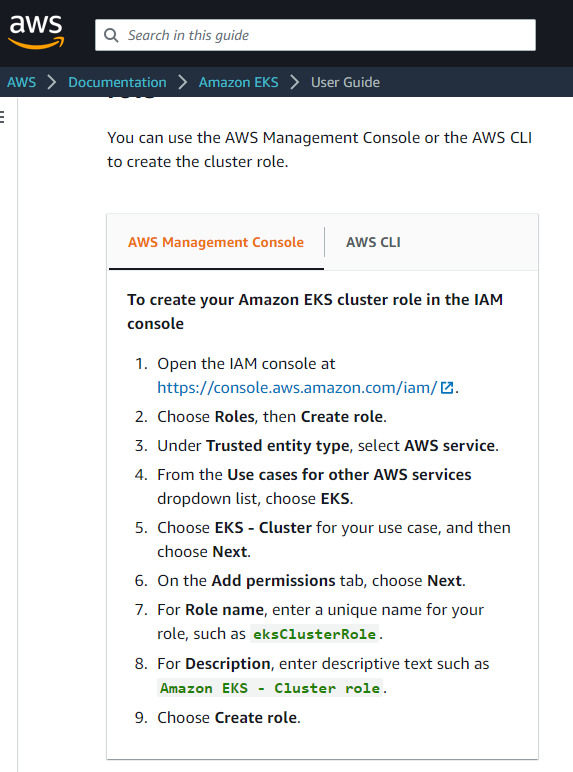 aws
Search in this guide
AWS > Documentation > Amazon EKS > User Guide
role
You can use the AWS Management Console or the AWS CLI
to create the cluster role.
AWS Management Console
AWS CLI
To create your Amazon EKS cluster role in the IAM
console
1. Open the IAM console at
https://console.aws.amazon.com/iam/.
2. Choose Roles, then Create role.
3. Under Trusted entity type, select AWS service.
4. From the Use cases for other AWS services
dropdown list, choose EKS.
5. Choose EKS - Cluster for your use case, and then
choose Next.
6. On the Add permissions tab, choose Next.
7. For Role name, enter a unique name for your
role, such as eksClusterRole.
8. For Description, enter descriptive text such as
Amazon EKS - Cluster role.
9. Choose Create role.